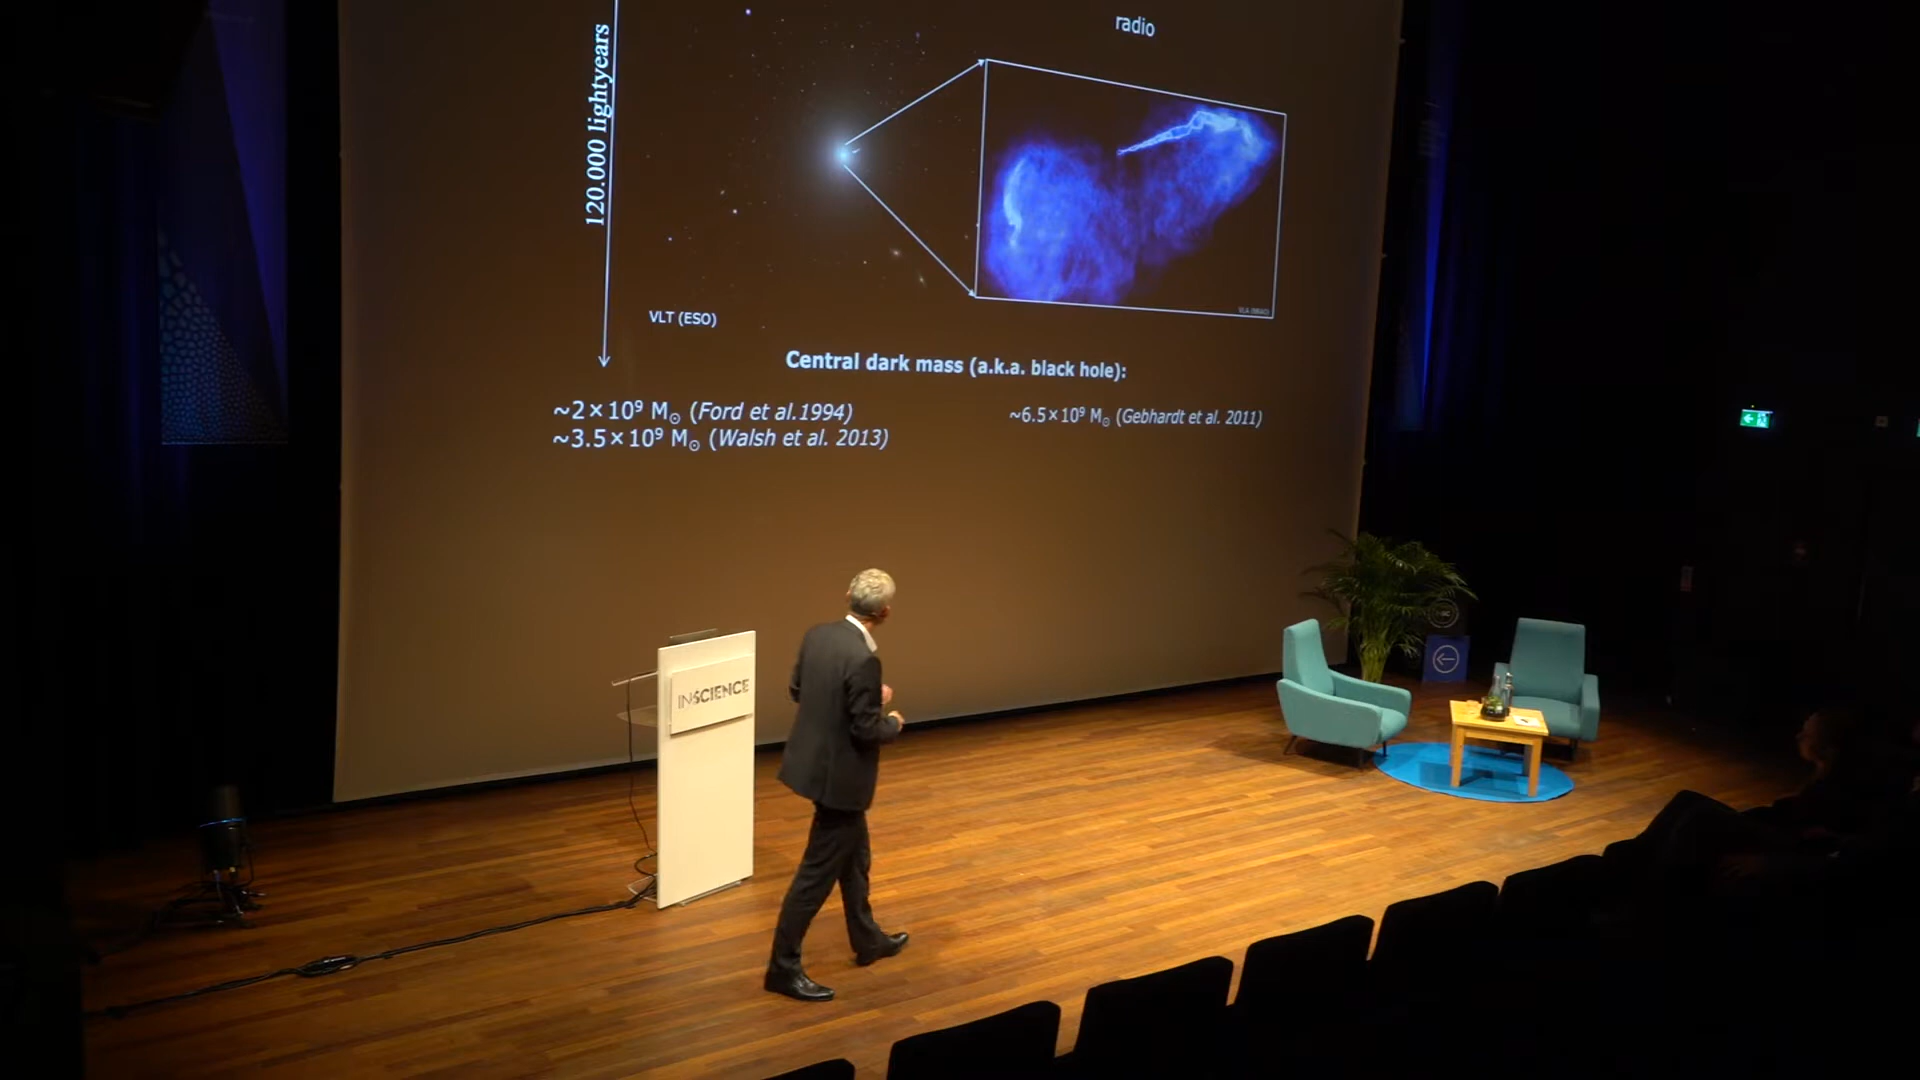 radio
120.000 lightyears
VLT (ESO)
Central dark mass (a.k.a. black hole):
~2×10⁹ M☉ (Ford et al.1994)
~6.5×10⁹ M☉ (Gebhardt et al. 2011)
~3.5×10⁹ M☉ (Walsh et al. 2013)
INSCIENCE